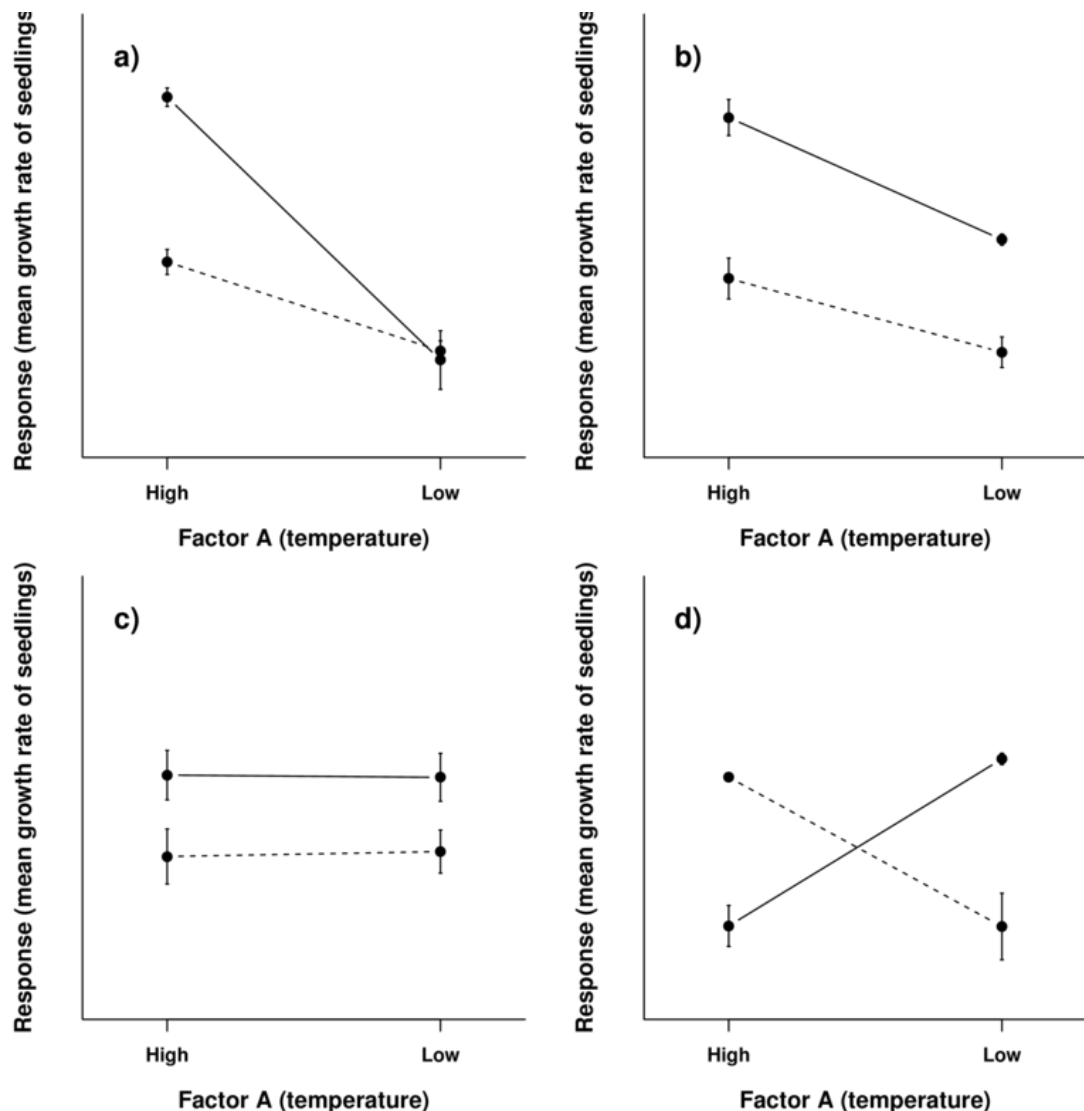 a)
Response (mean growth rate of seedlings)
High
Low
Factor A (temperature)
b)
Response (mean growth rate of seedlings)
High
Low
Factor A (temperature)
c)
Response (mean growth rate of seedlings)
High
Low
Factor A (temperature)
d)
Response (mean growth rate of seedlings)
High
Low
Factor A (temperature)